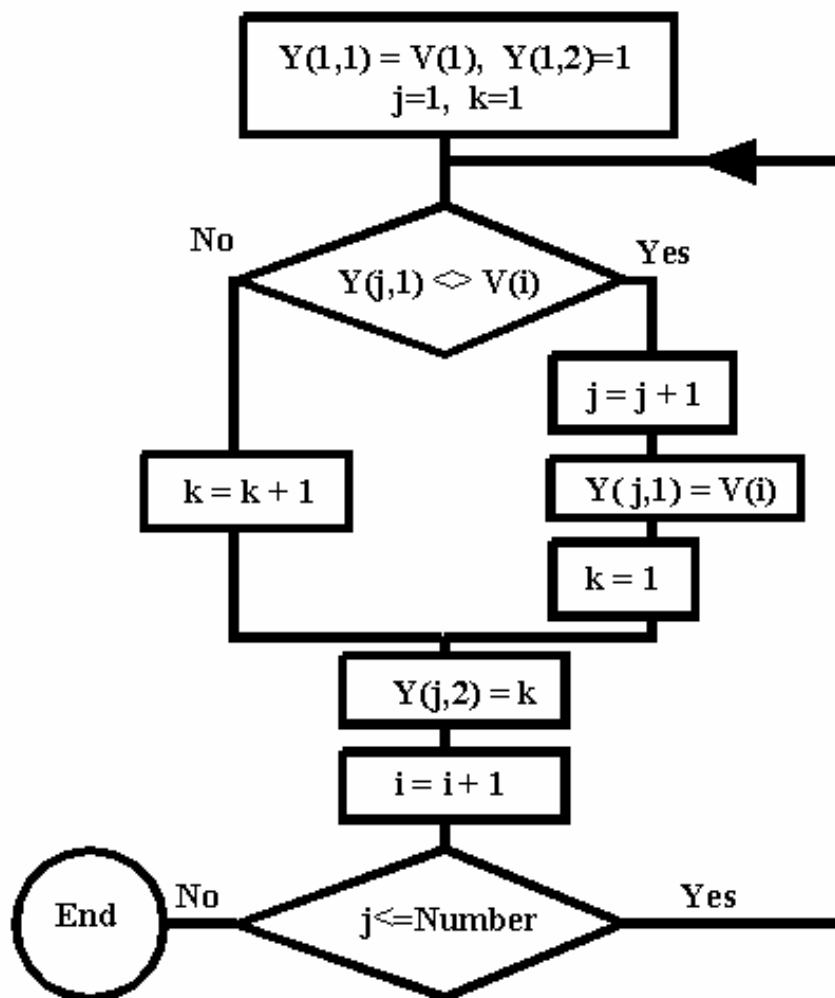 Y(1,1) = V(1), Y(1,2)=1
j=1, k=1
No
Yes
Y(j,1) <> V(i)
j = j + 1
k = k + 1
Y( j,1) = V(i)
k = 1
Y(j,2) = k
i = i + 1
End
No
j<=Number
Yes